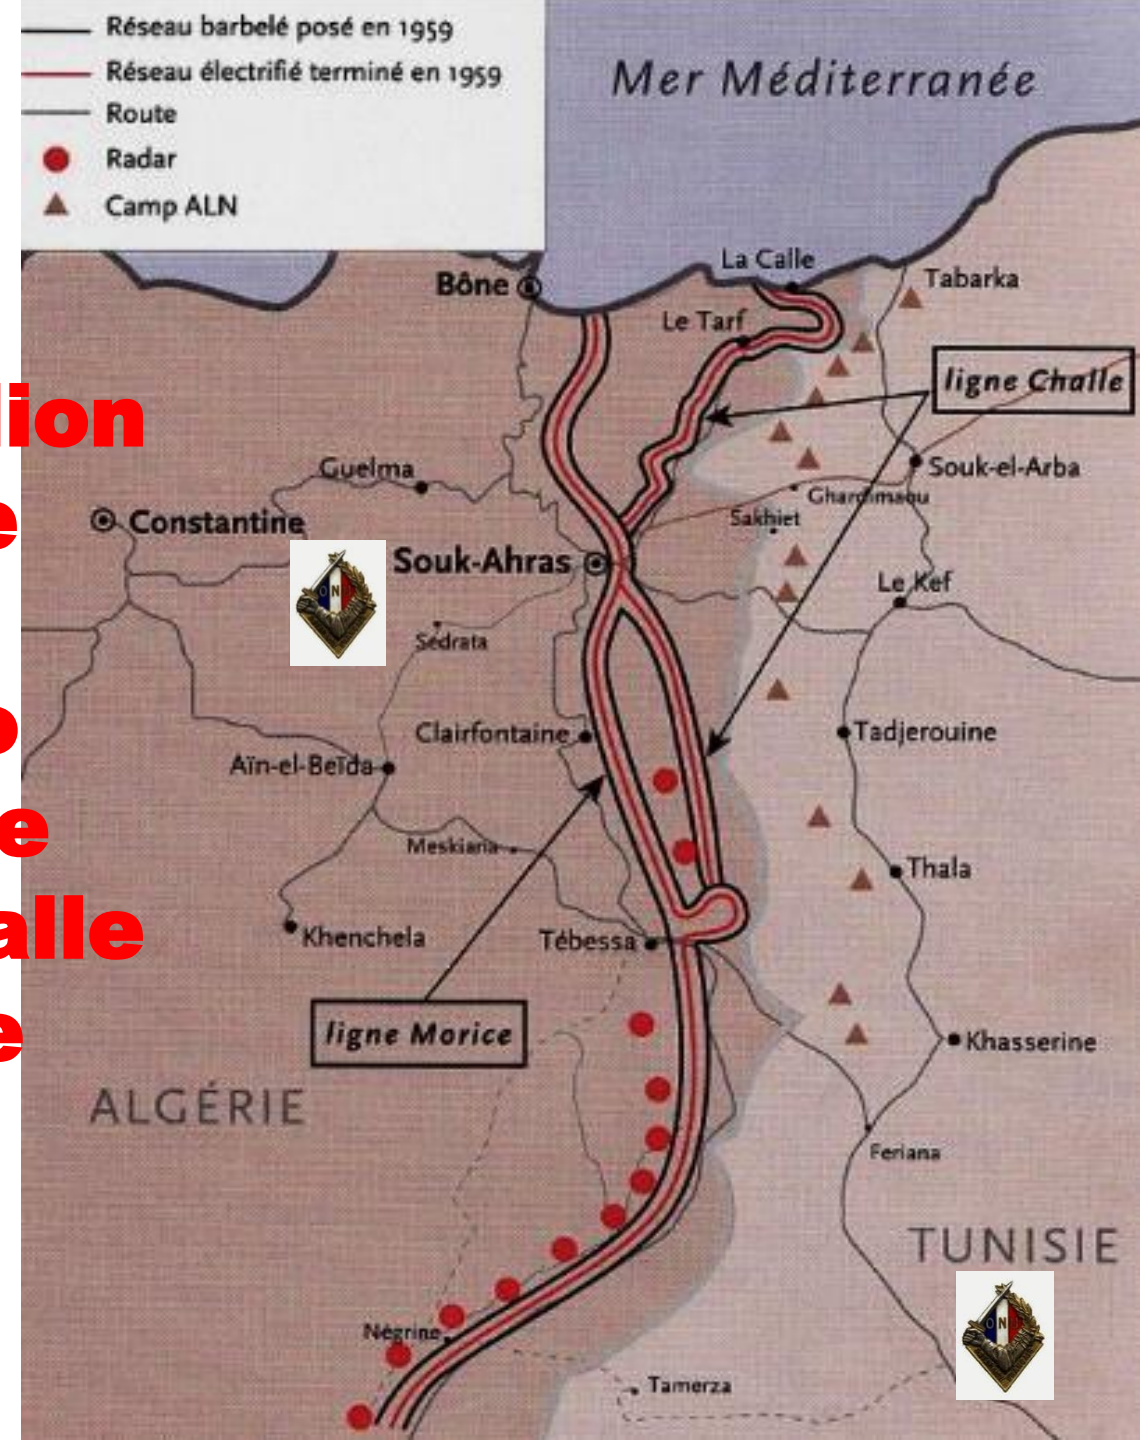 Réseau barbelé posé en 1959
Réseau électrifié terminé en 1959
Route
Radar
Camp ALN
Mer Méditerranée
La Calle
Tabarka
Bône
Le Tarf
ligne Challe
Souk-el-Arba
Guelma
Ghardimaou
Constantine
Sakhiet
Souk-Ahras
Le Kef
Sédrata
Clairfontaine
Tadjerouine
Aïn-el-Beïda
Meskiana
Thala
Khenchela
Tébessa
ligne Morice
Khasserine
ALGÉRIE
Feriana
TUNISIE
Négrine
Tamerza